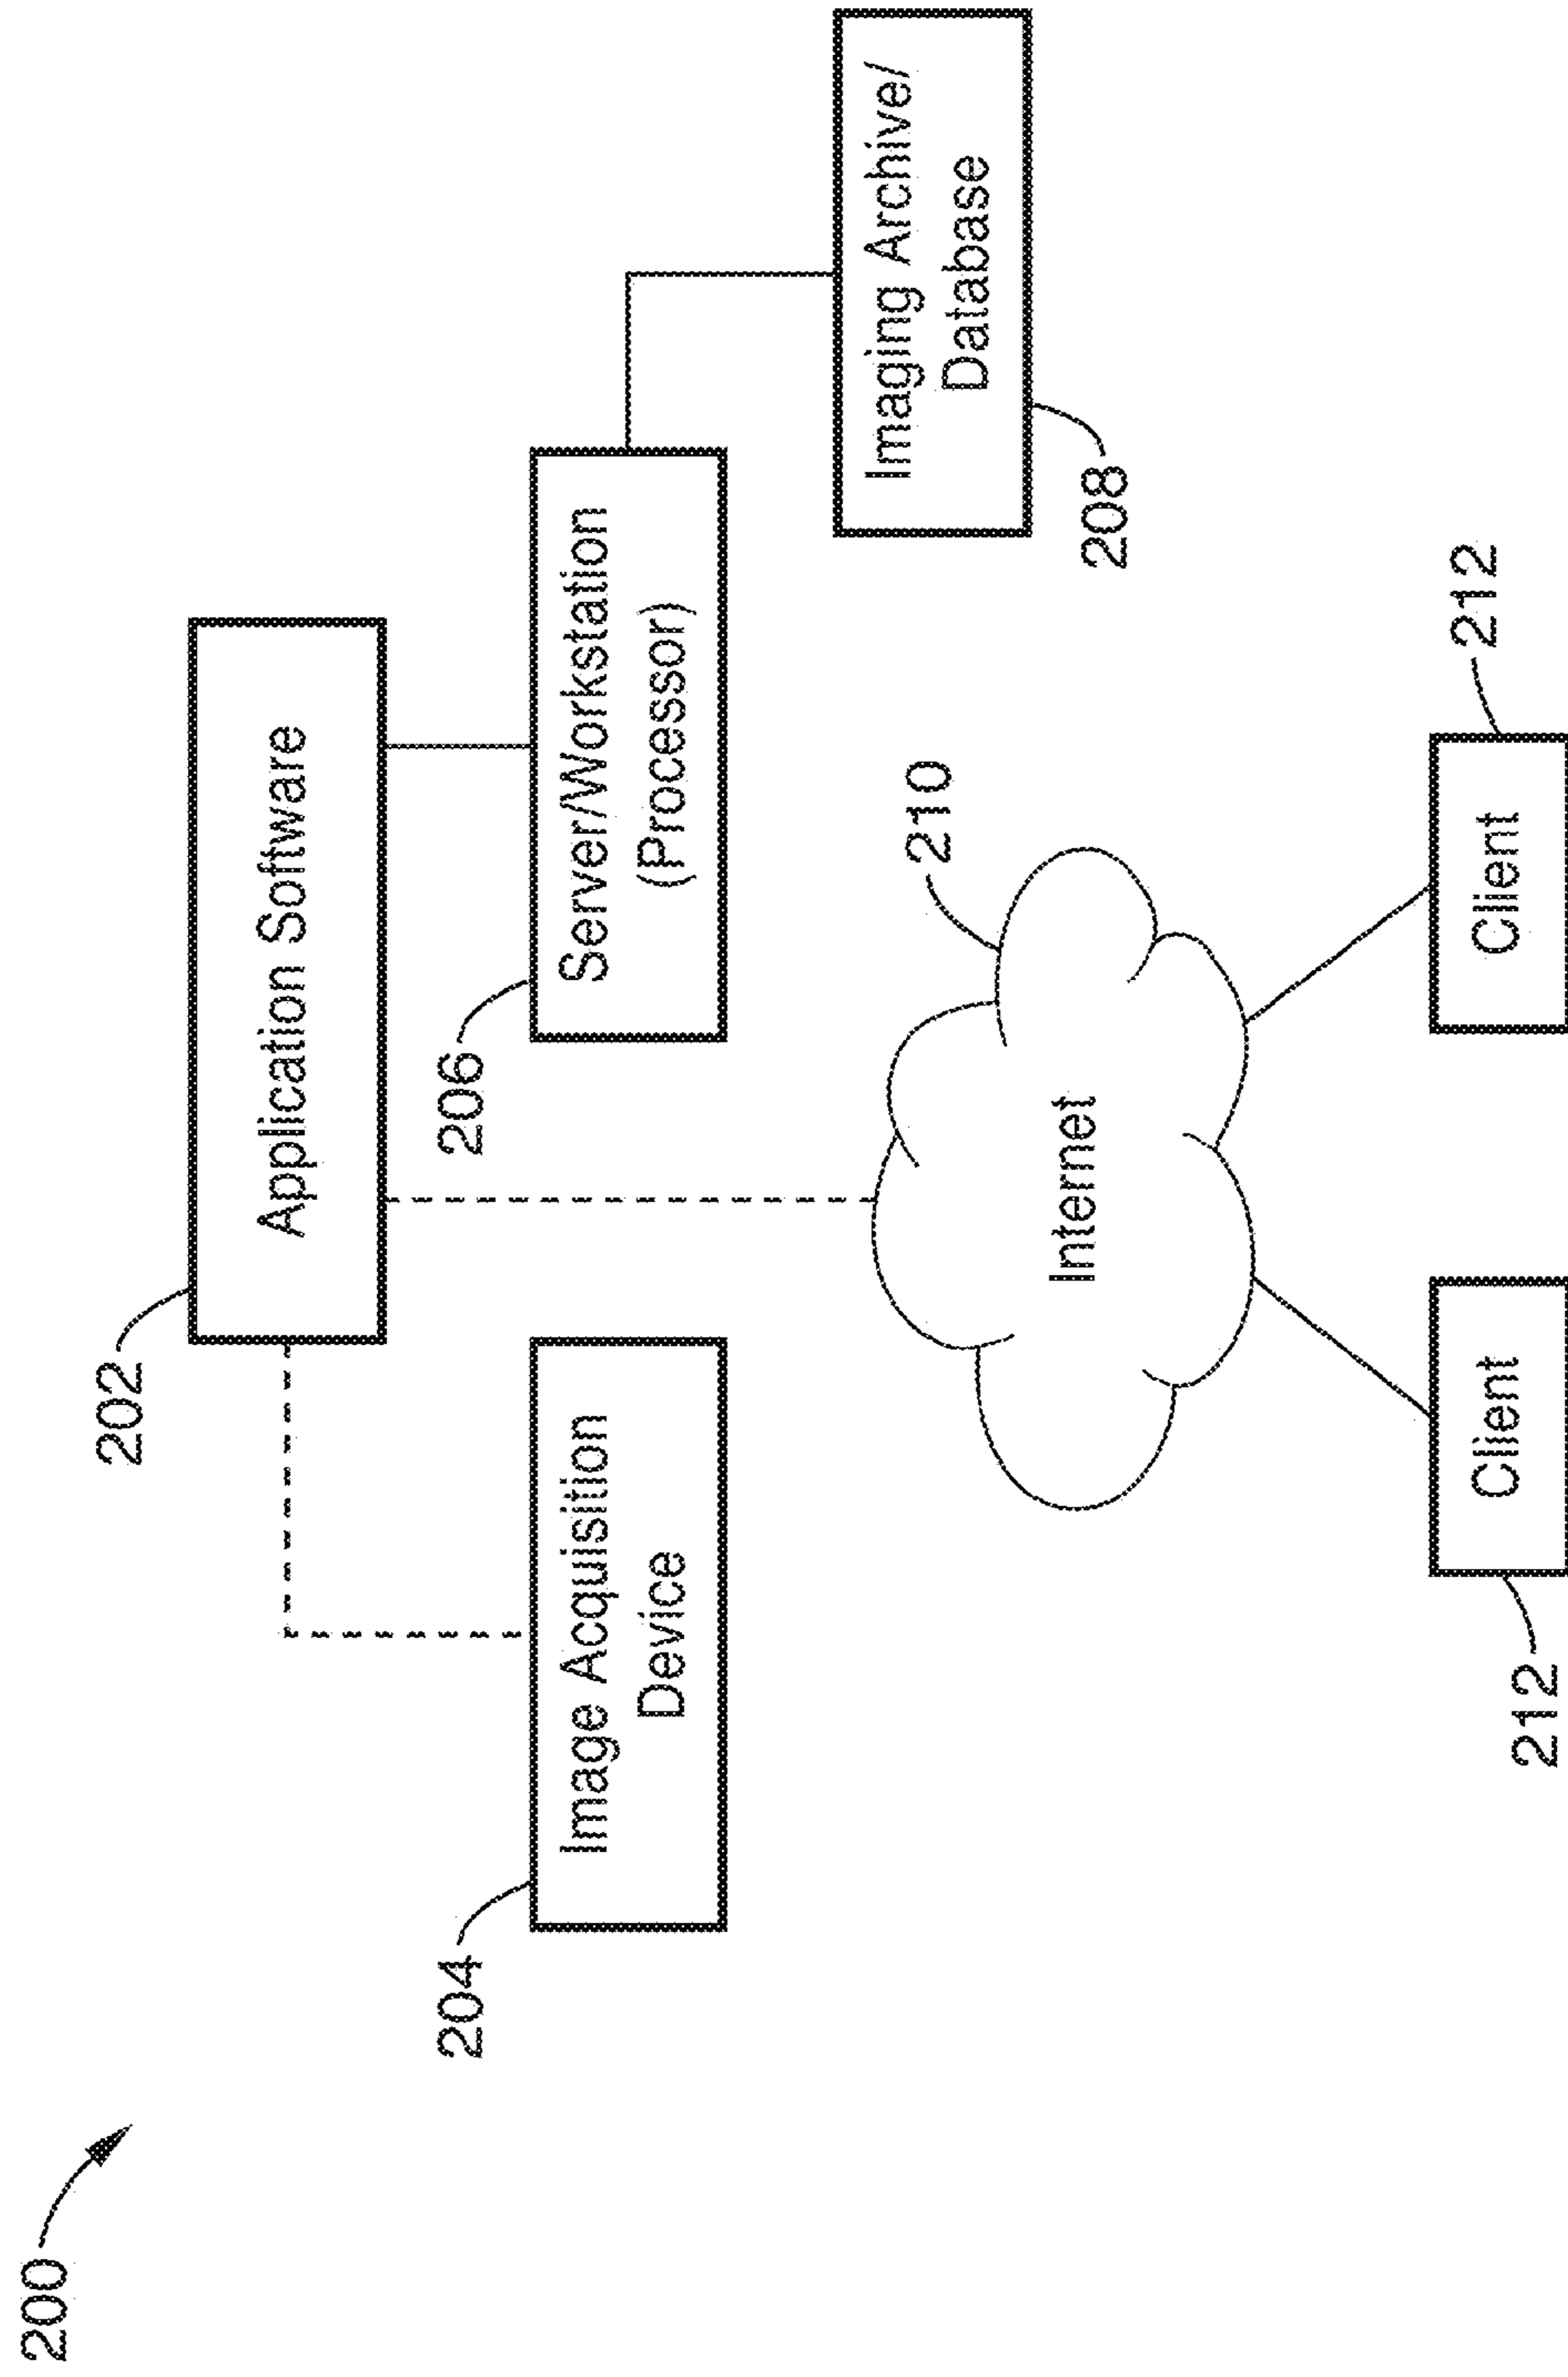 200
202
Application Software
204
Image Acquisition
Device
206
Server/Workstation
(Processor)
Imaging Archive/
Database
208
210
Internet
212
Client
Client
212